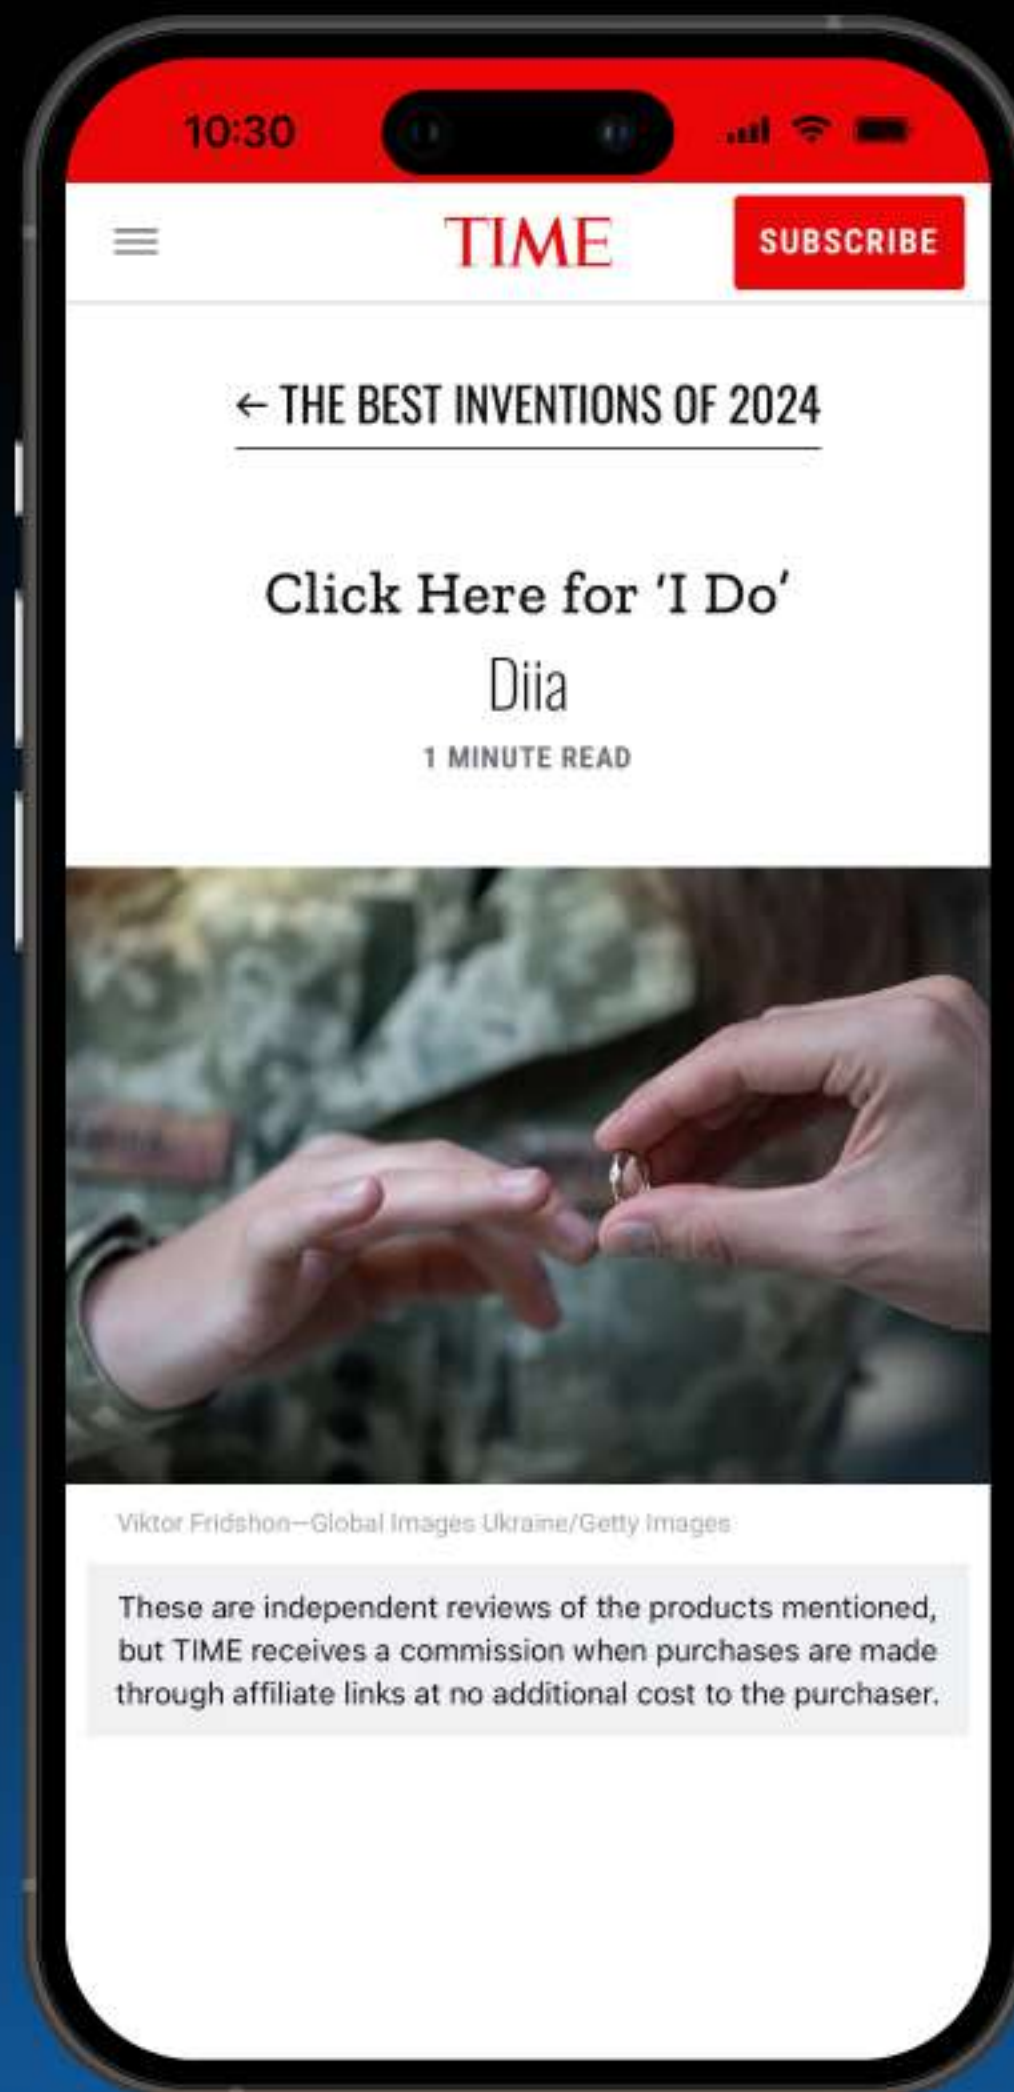 10:30
TIME
SUBSCRIBE
← THE BEST INVENTIONS OF 2024
Click Here for ‘I Do’
Diia
1 MINUTE READ
Viktor Fridshon—Global Images Ukraine/Getty Images
These are independent reviews of the products mentioned,
but TIME receives a commission when purchases are made
through affiliate links at no additional cost to the purchaser.